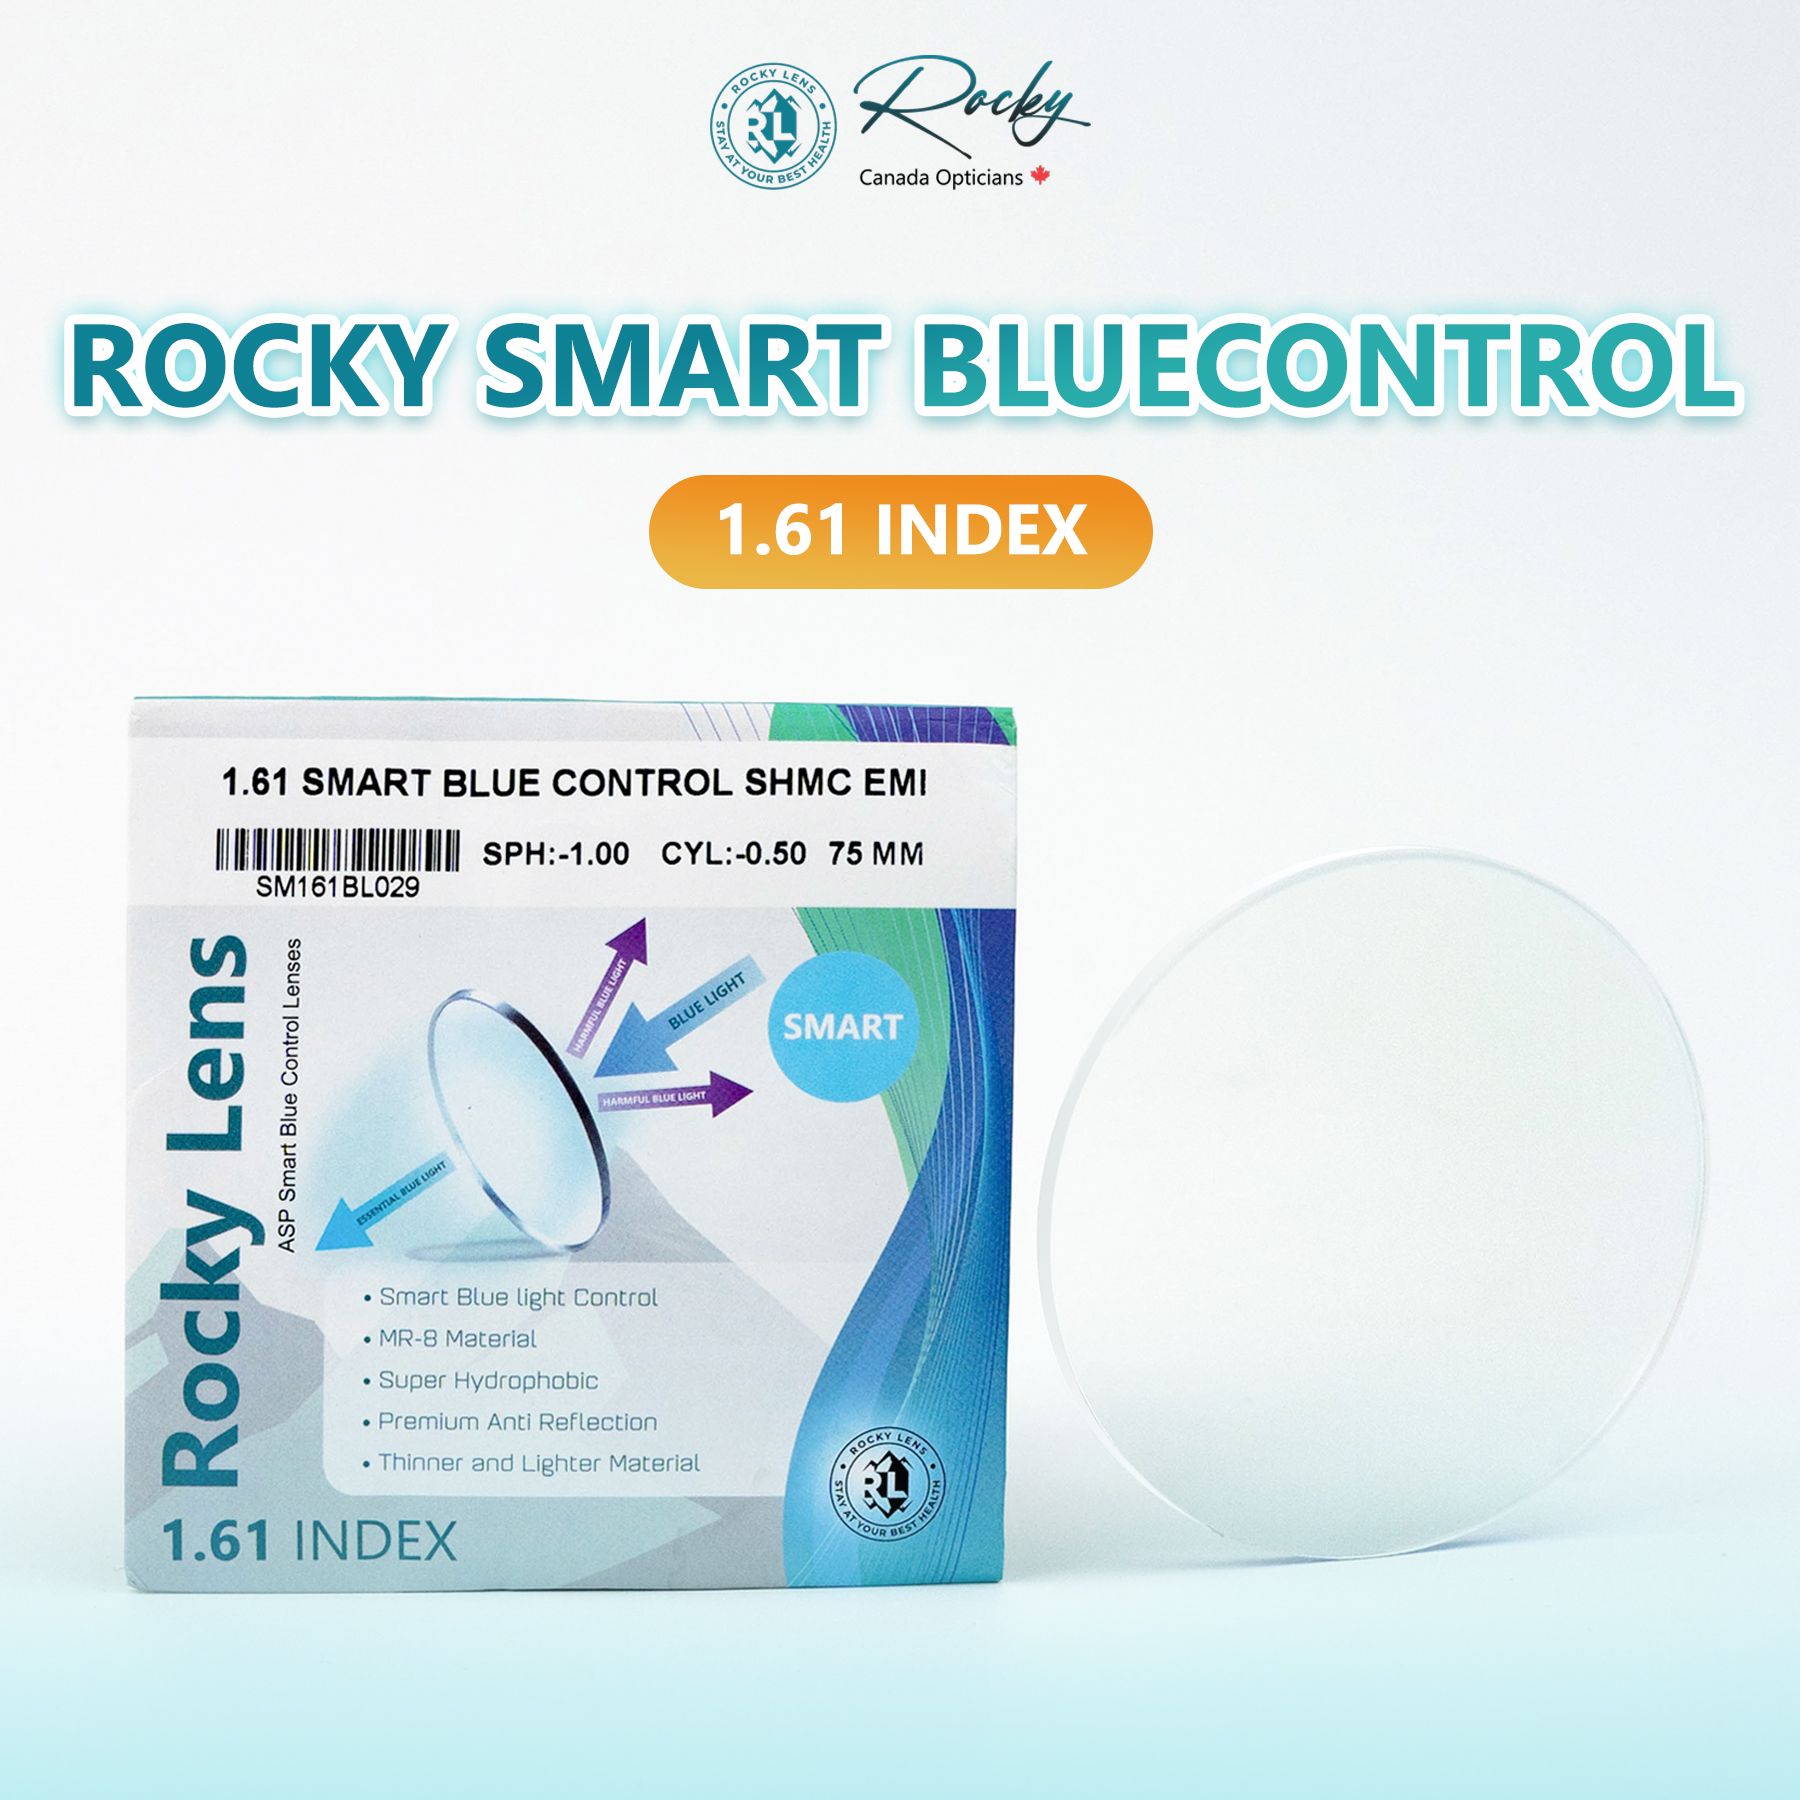 ROCKY LENS
STAY AT YOUR BEST HEALTH
RL
Rocky
Canada Opticians
ROCKY SMART BLUECONTROL
1.61 INDEX
1.61 SMART BLUE CONTROL SHMC EMI
SM161BL029
SPH:-1.00 CYL:-0.50 75 MM
Rocky Lens
ASP Smart Blue Control Lenses
HARMFUL BLUE LIGHT
BLUE LIGHT
SMART
HARMFUL BLUE LIGHT
ESSENTIAL BLUE LIGHT
• Smart Blue light Control
• MR-8 Material
• Super Hydrophobic
• Premium Anti Reflection
• Thinner and Lighter Material
ROCKY LENS
RL
STAY AT YOUR BEST HEALTH
1.61 INDEX